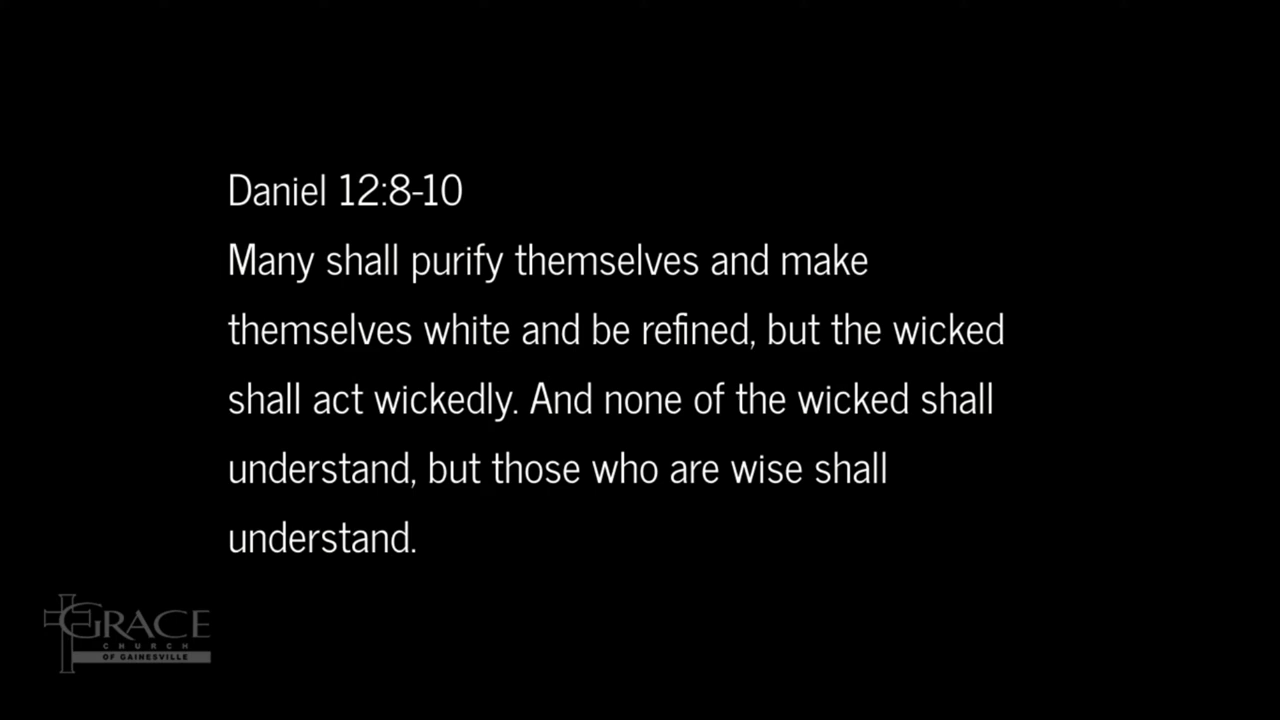 Daniel 12:8-10
Many shall purify themselves and make
themselves white and be refined, but the wicked
shall act wickedly. And none of the wicked shall
understand, but those who are wise shall
understand.
GRACE
CHURCH
OF GAINESVILLE